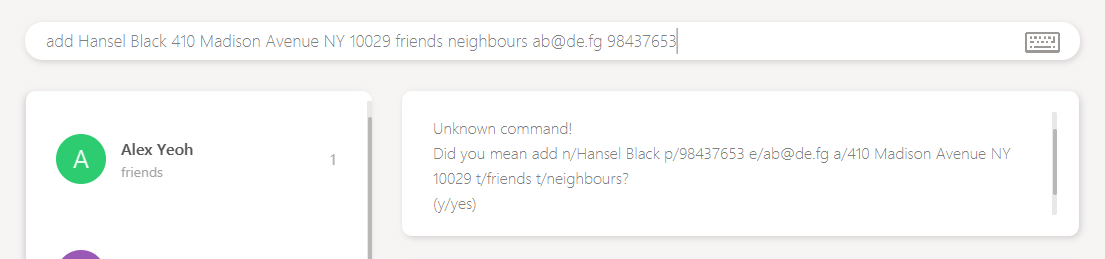 add Hansel Black 410 Madison Avenue NY 10029 friends neighbours ab@de.fg 98437653
A
Alex Yeoh
friends
1
Unknown command!
Did you mean add n/Hansel Black p/98437653 e/ab@de.fg a/410 Madison Avenue NY
10029 t/friends t/neighbours?
(y/yes)